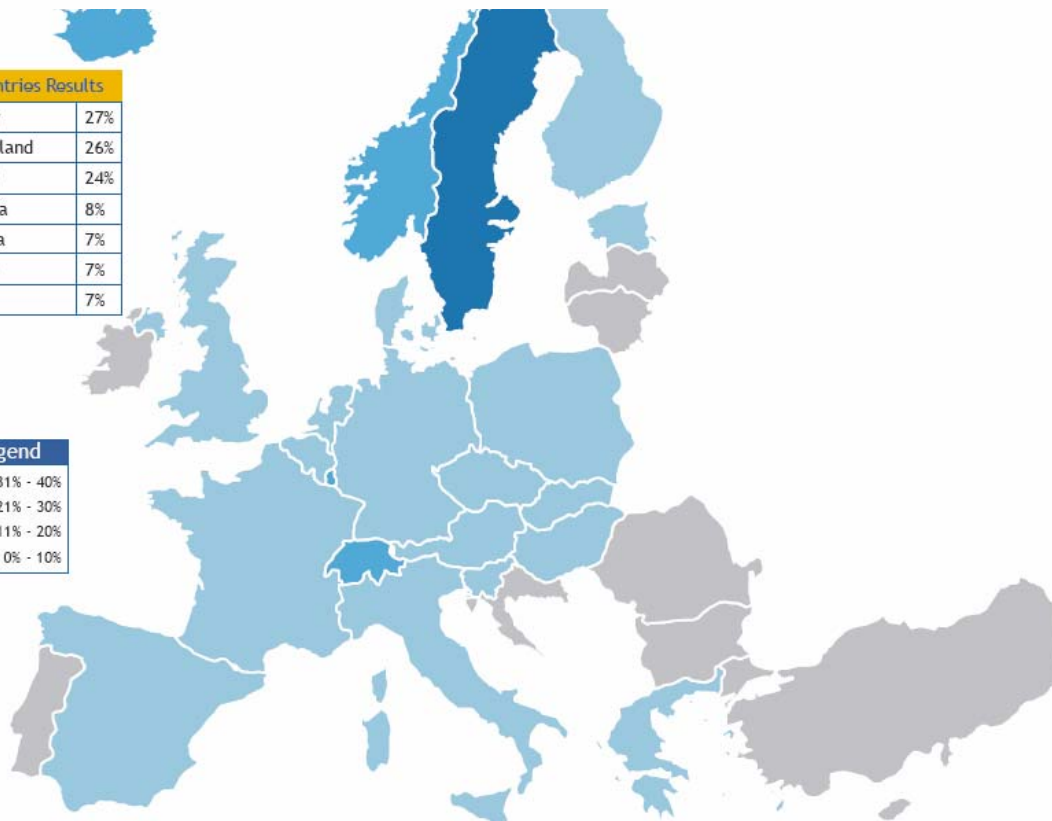 ntries Results
27%
land 26%
24%
a 8%
a 7%
7%
7%
gend
31% - 40%
21% - 30%
11% - 20%
0% - 10%